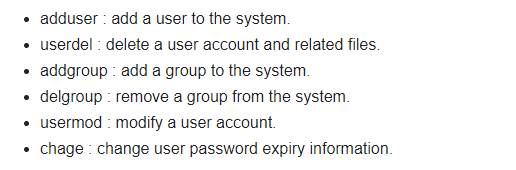 • adduser : add a user to the system.
• userdel : delete a user account and related files.
• addgroup : add a group to the system.
• delgroup : remove a group from the system.
• usermod : modify a user account.
• chage : change user password expiry information.